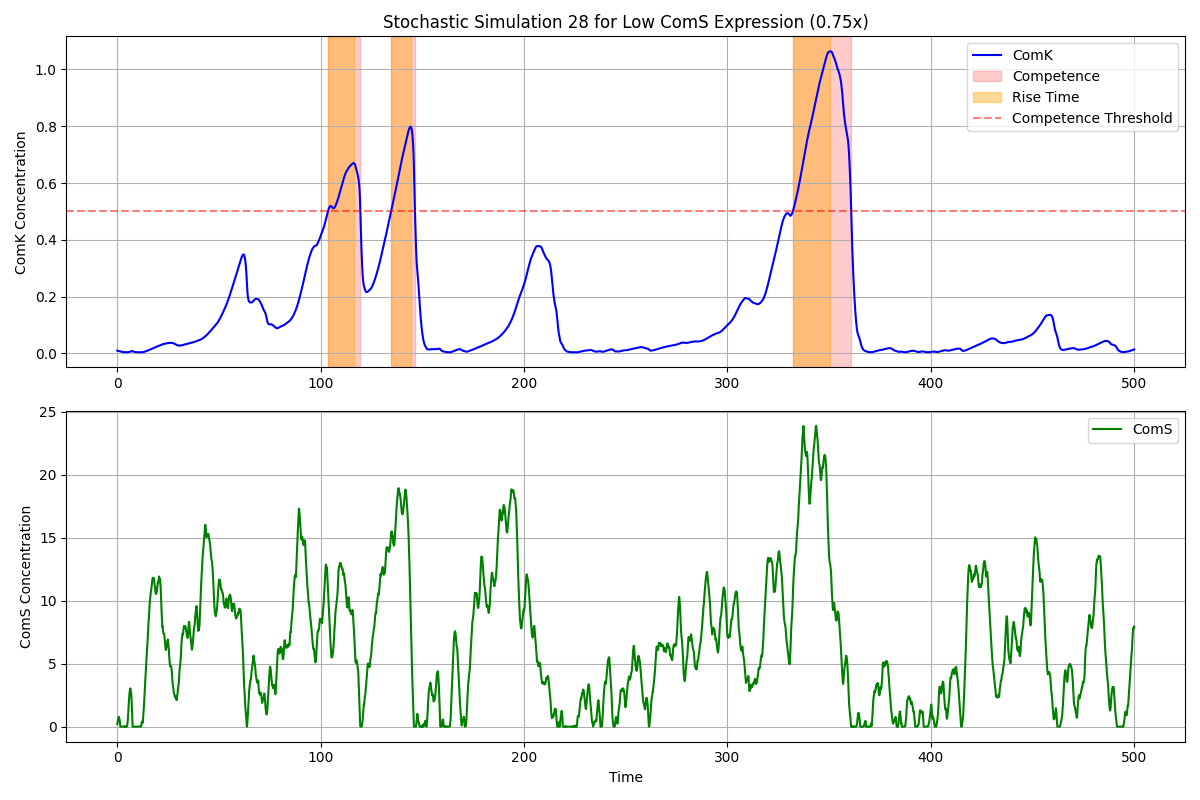 Stochastic Simulation 28 for Low ComS Expression (0.75x)
ComK Concentration
1.0
0.8
0.6
0.4
0.2
0.0
ComK
Competence
Rise Time
Competence Threshold
0 100 200 300 400 500
ComS Concentration
25
20
15
10
5
0
ComS
0 100 200 300 400 500
Time